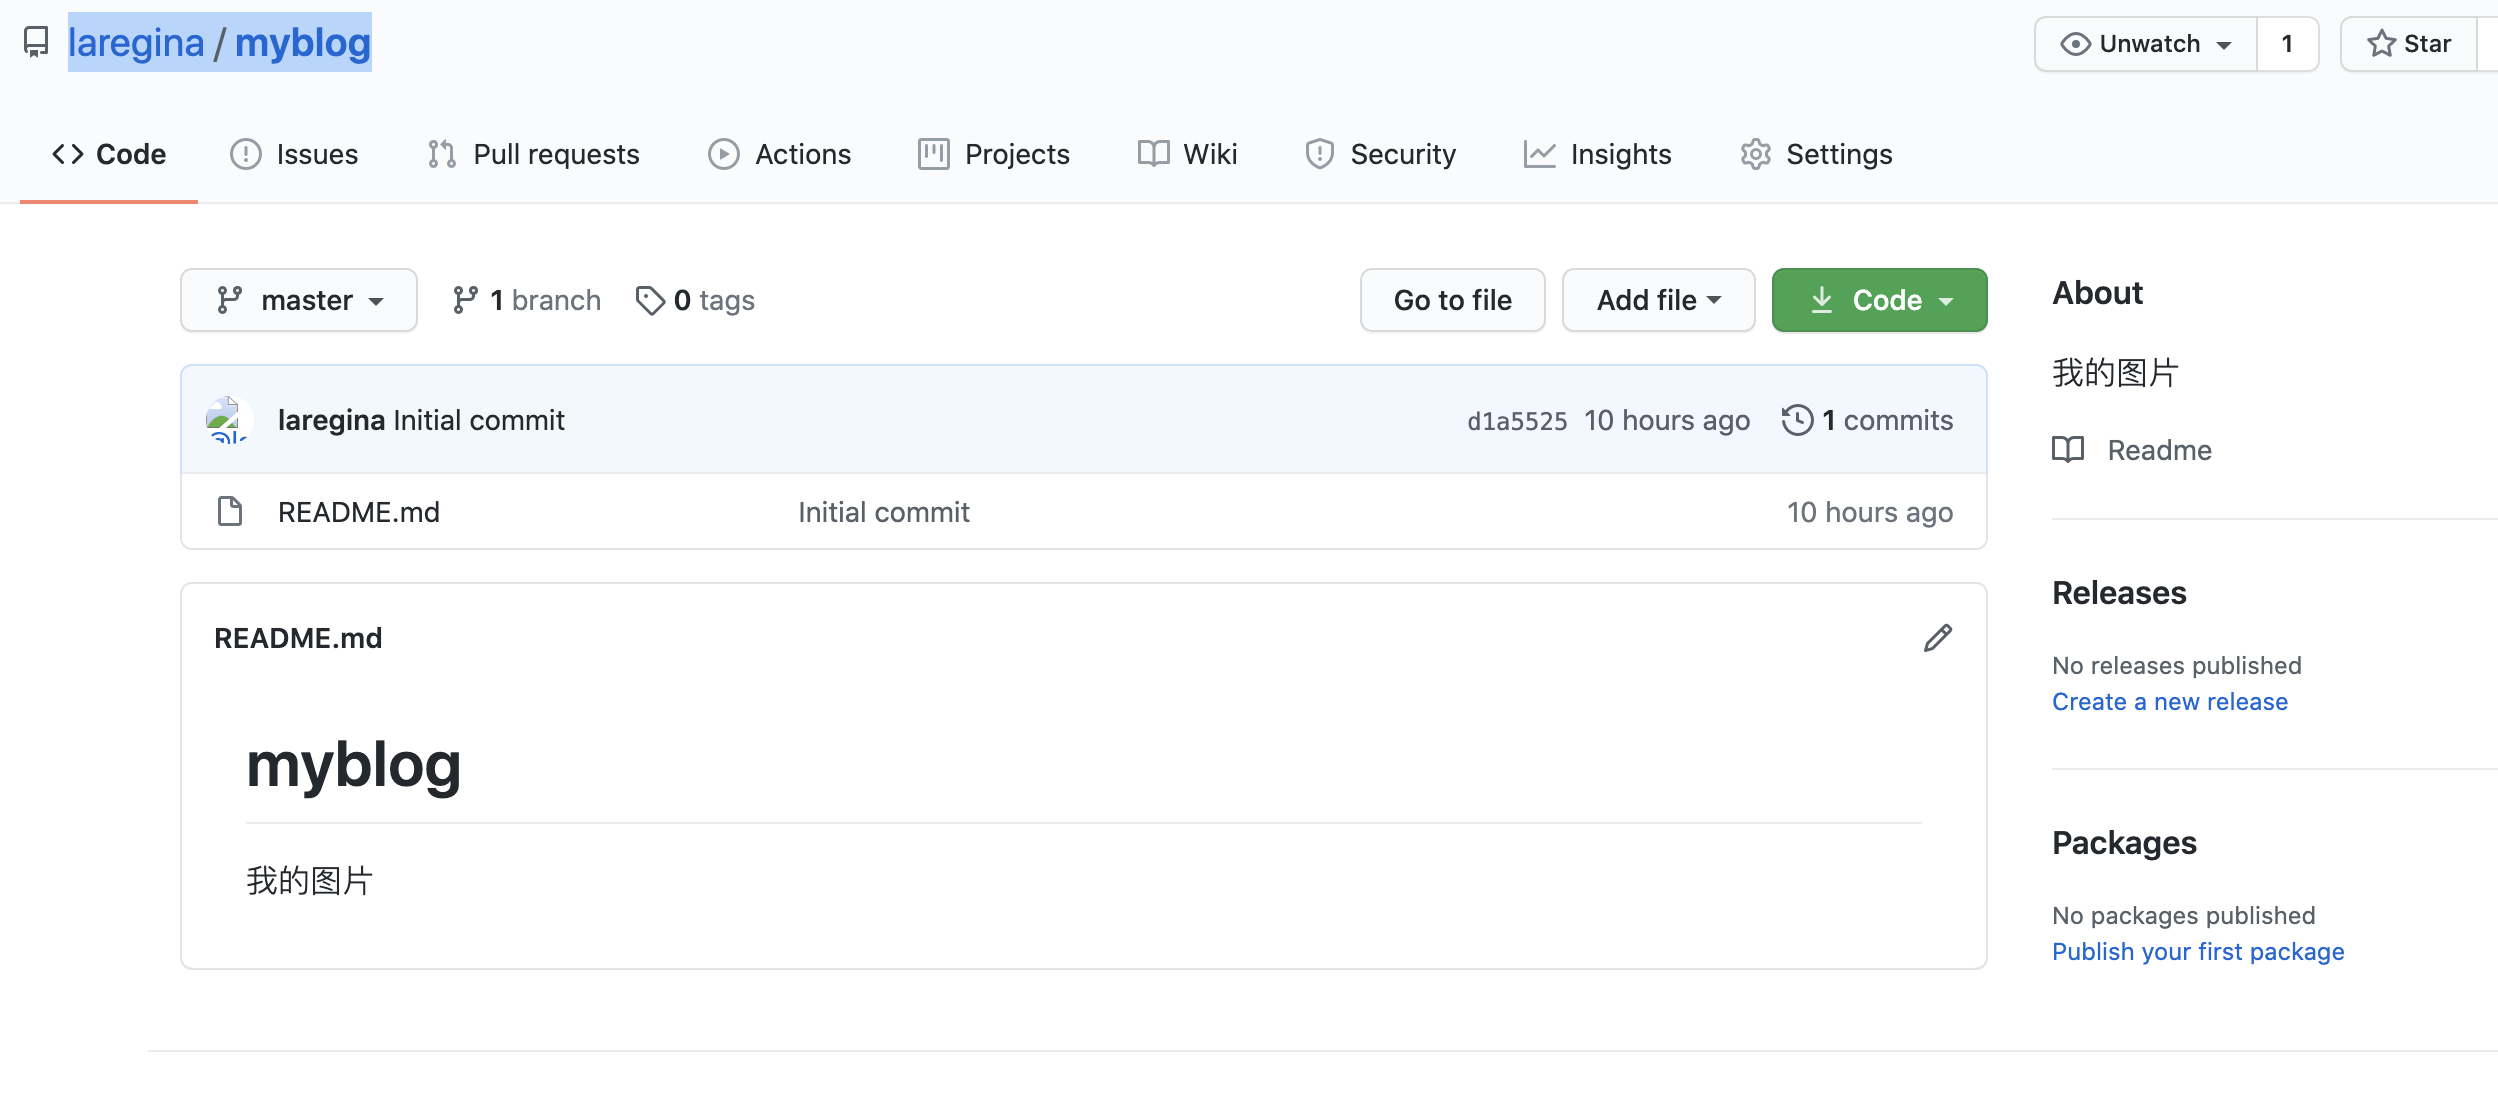 laregina / myblog
Unwatch 1 Star
Code Issues Pull requests Actions Projects Wiki Security Insights Settings
master 1 branch 0 tags Go to file Add file Code
laregina Initial commit d1a5525 10 hours ago 1 commits
README.md Initial commit 10 hours ago
README.md
myblog
我的图片
About
我的图片
Readme
Releases
No releases published
Create a new release
Packages
No packages published
Publish your first package